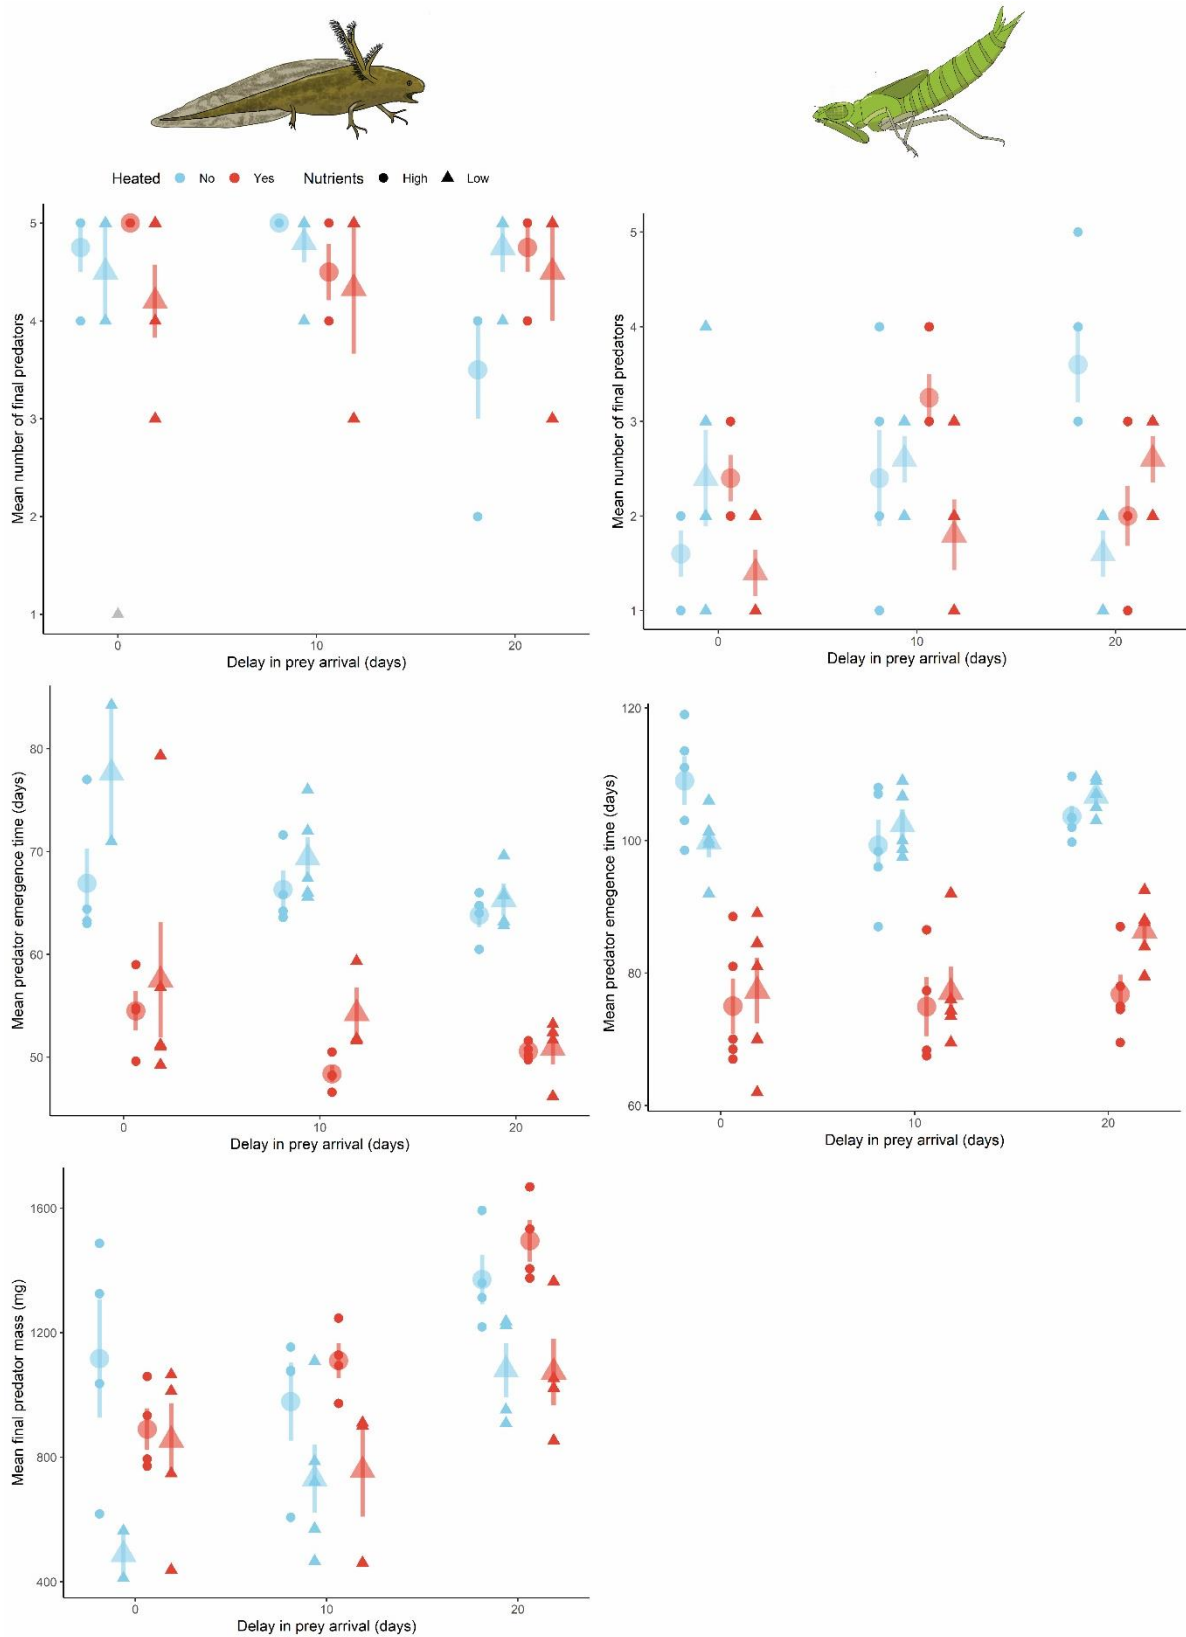 Heated No Yes Nutrients High Low
Mean number of final predators
5
4
3
2
1
0 10 20
Delay in prey arrival (days)
Mean number of final predators
5
4
3
2
1
0 10 20
Delay in prey arrival (days)
Mean predator emergence time (days)
80
70
60
50
0 10 20
Delay in prey arrival (days)
Mean predator emegence time (days)
120
100
80
60
0 10 20
Delay in prey arrival (days)
Mean final predator mass (mg)
1600
1200
800
400
0 10 20
Delay in prey arrival (days)